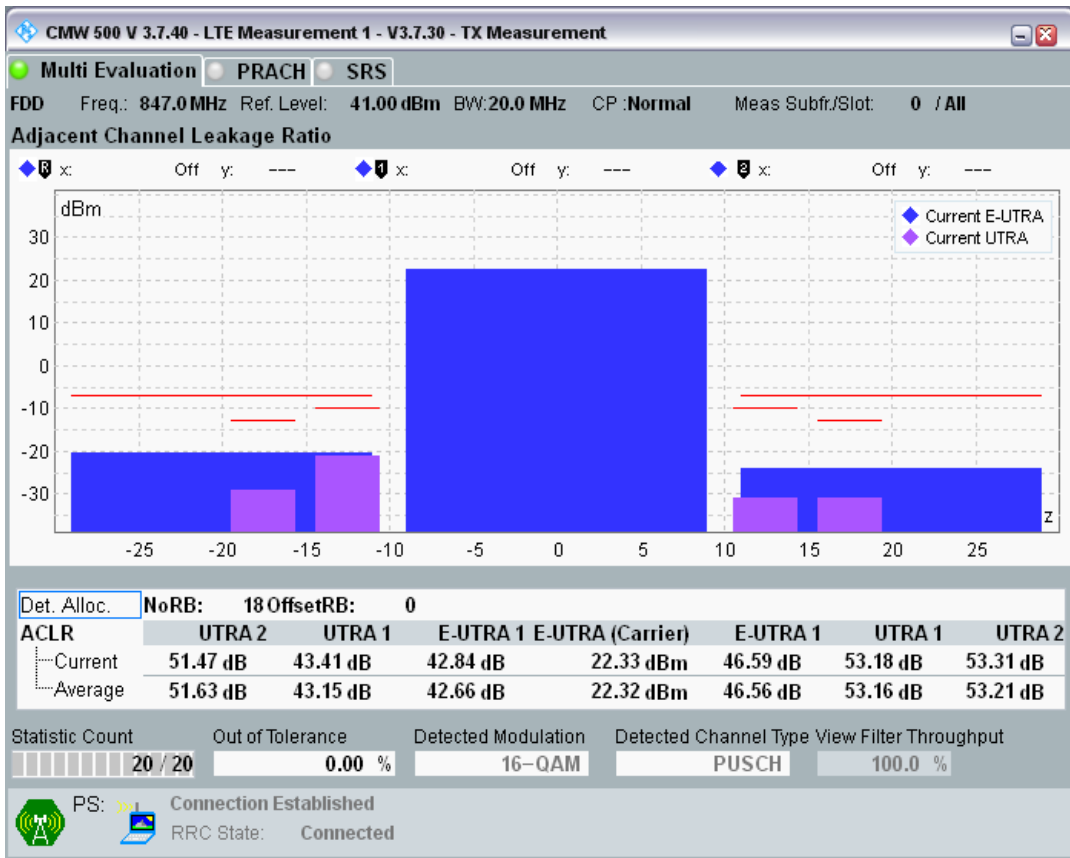 CMW 500 V 3.7.40 - LTE Measurement 1 - V3.7.30 - TX Measurement
Multi Evaluation PRACH SRS
FDD Freq.: 847.0 MHz Ref. Level: 41.00 dBm BW: 20.0 MHz CP : Normal Meas Subfr./Slot: 0 / All
Adjacent Channel Leakage Ratio
R x: Off y: --- 1 x: Off y: --- 2 x: Off y: ---
dBm
Current E-UTRA
Current UTRA
30
20
10
0
-10
-20
-30
z
-25 -20 -15 -10 -5 0 5 10 15 20 25
Det. Alloc. NoRB: 18 OffsetRB: 0
ACLR UTRA 2 UTRA 1 E-UTRA 1 E-UTRA (Carrier) E-UTRA 1 UTRA 1 UTRA 2
Current 51.47 dB 43.41 dB 42.84 dB 22.33 dBm 46.59 dB 53.18 dB 53.31 dB
Average 51.63 dB 43.15 dB 42.66 dB 22.32 dBm 46.56 dB 53.16 dB 53.21 dB
Statistic Count Out of Tolerance Detected Modulation Detected Channel Type View Filter Throughput
20 / 20 0.00 % 16-QAM PUSCH 100.0 %
PS: Connection Established
RRC State: Connected